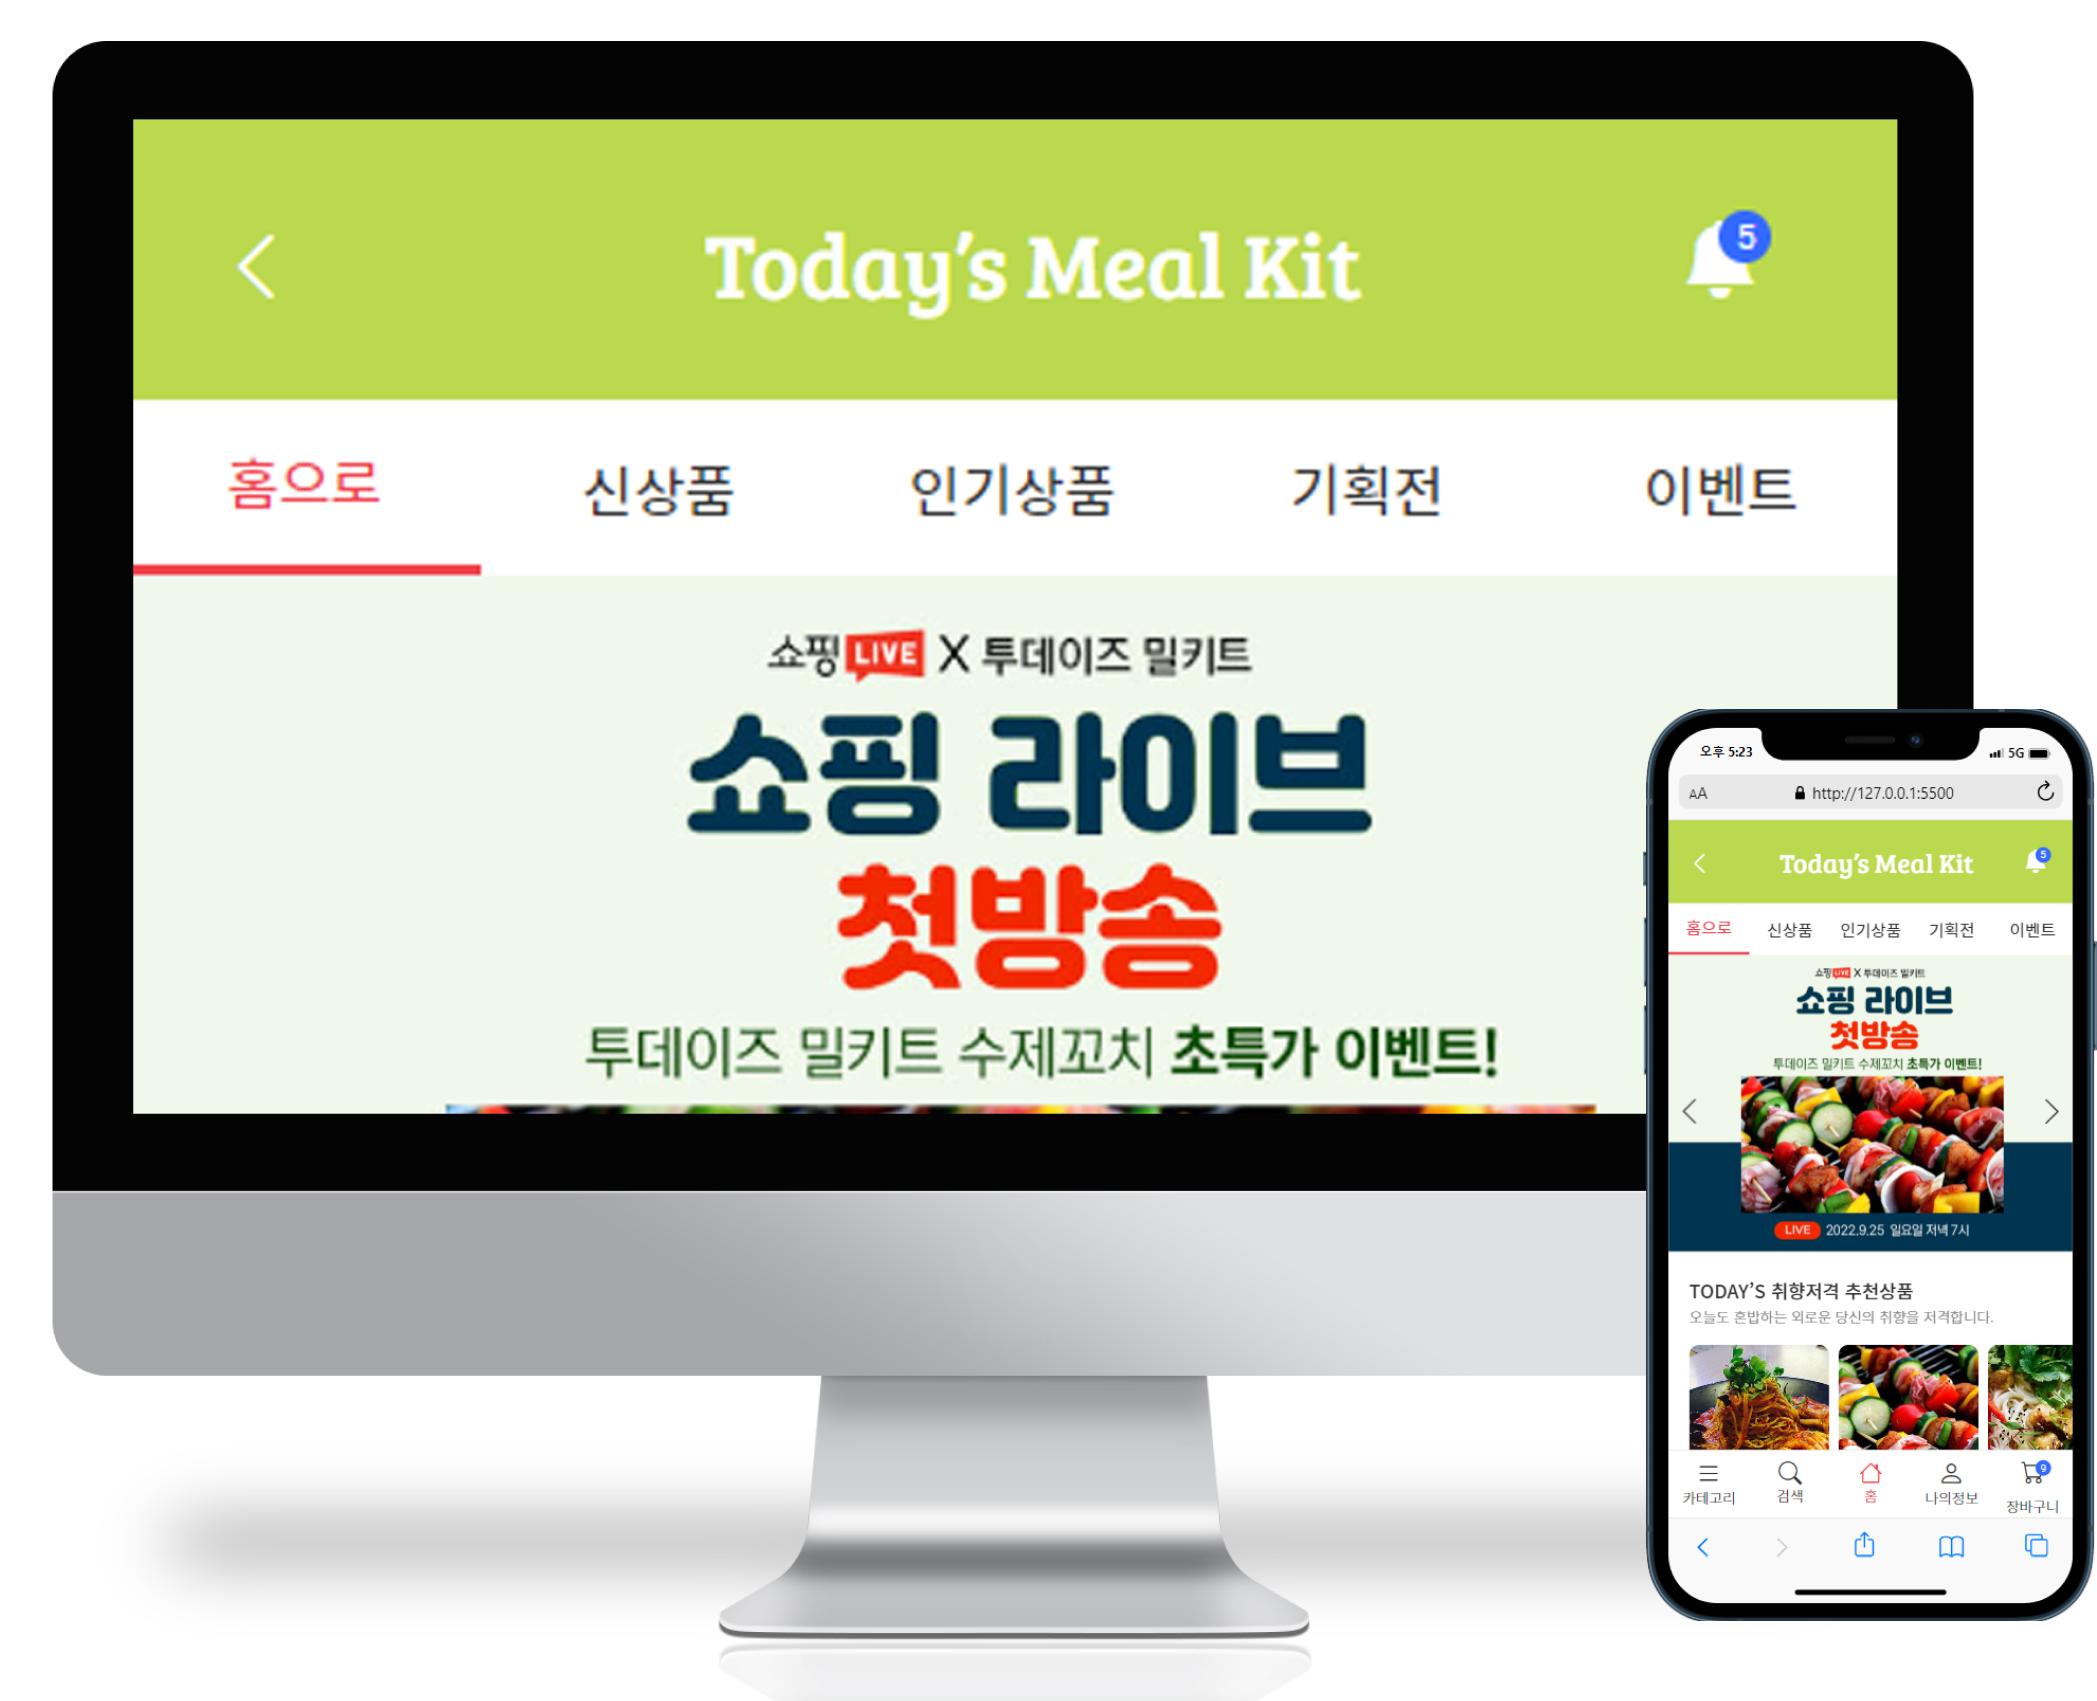 Today's Meal Kit
5
홈으로 신상품 인기상품 기획전 이벤트
쇼핑 LIVE X 투데이즈 밀키트
쇼핑 라이브
첫방송
투데이즈 밀키트 수제꼬치 초특가 이벤트!
오후 5:23 5G
AA http://127.0.0.1:5500
Today's Meal Kit
5
홈으로 신상품 인기상품 기획전 이벤트
쇼핑 LIVE X 투데이즈 밀키트
쇼핑 라이브
첫방송
투데이즈 밀키트 수제꼬치 초특가 이벤트!
LIVE 2022.9.25 일요일 저녁 7시
TODAY'S 취향저격 추천상품
오늘도 혼밥하는 외로운 당신의 취향을 저격합니다.
9
카테고리 검색 홈 나의정보 장바구니